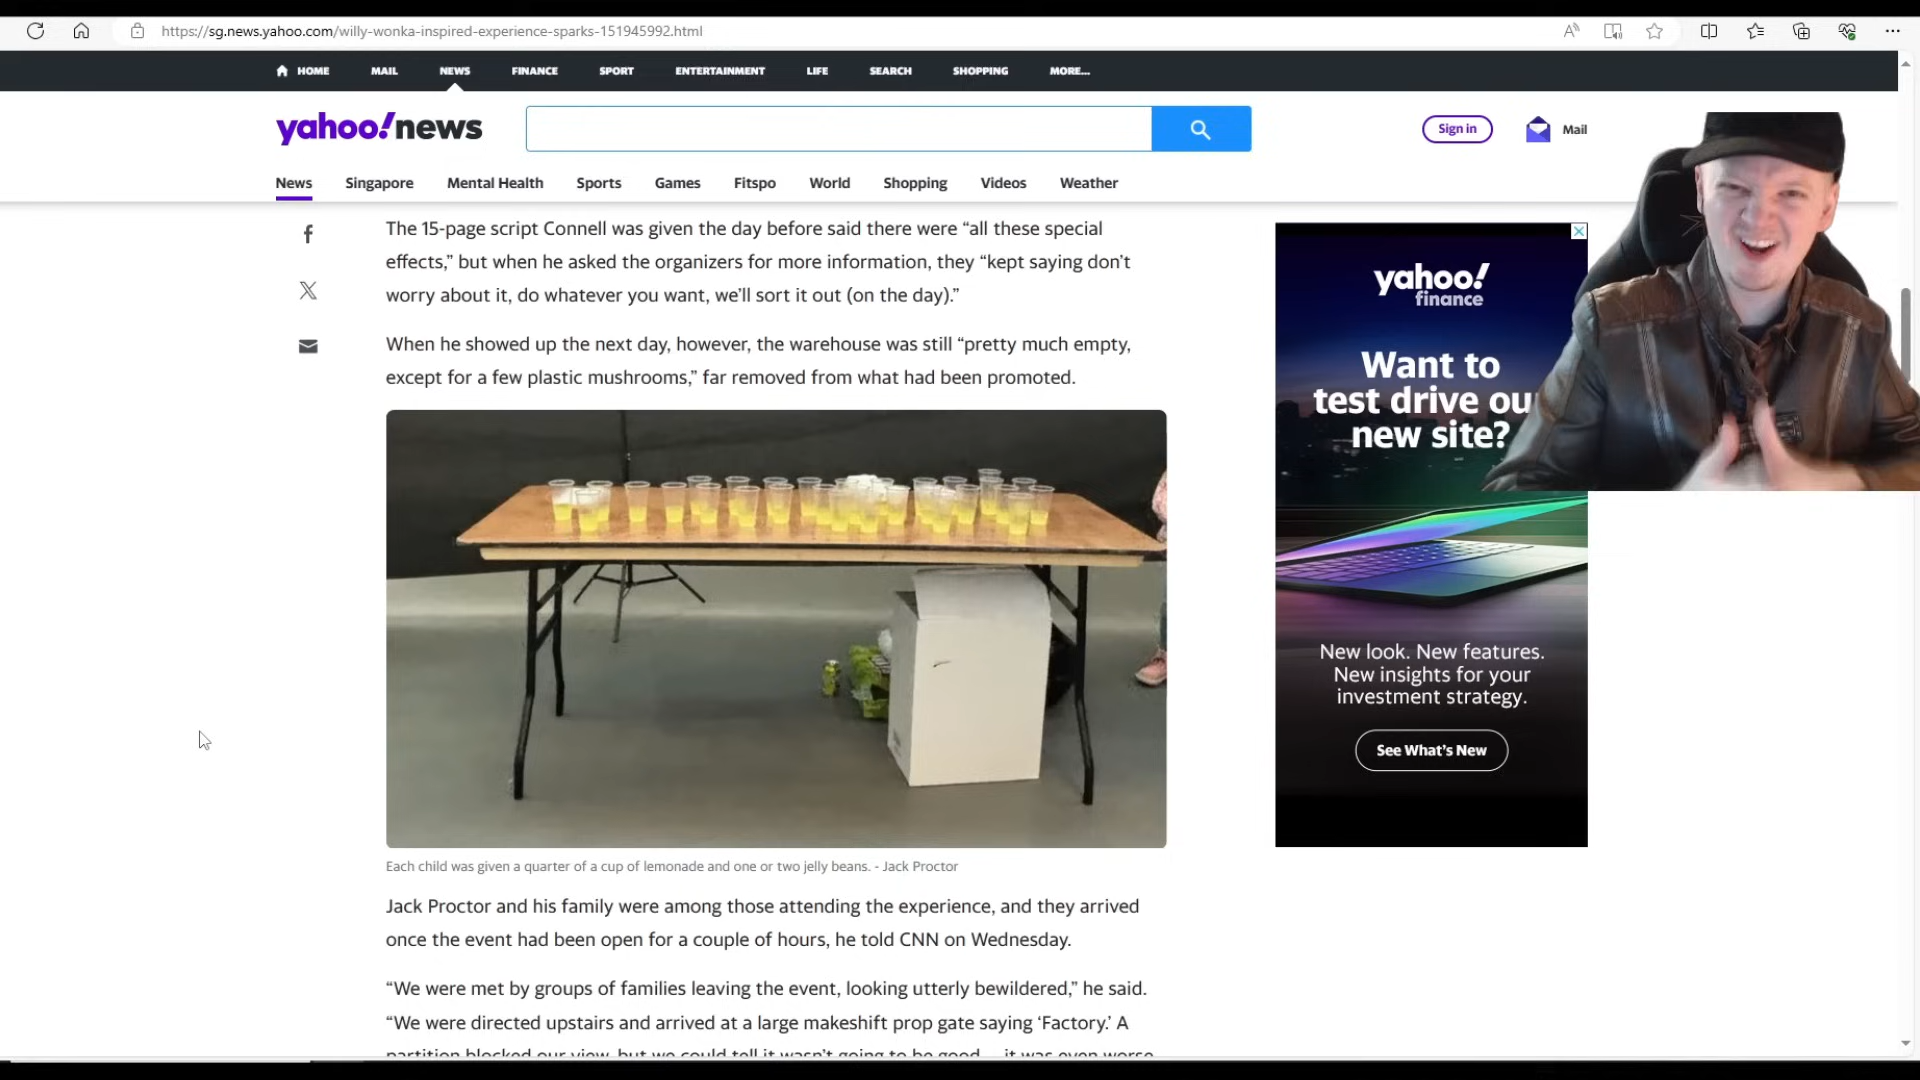 https://sg.news.yahoo.com/willy-wonka-inspired-experience-sparks-151945992.html
HOME MAIL NEWS FINANCE SPORT ENTERTAINMENT LIFE SEARCH SHOPPING MORE...
yahoo!news
Sign in Mail
News Singapore Mental Health Sports Games Fitspo World Shopping Videos Weather
The 15-page script Connell was given the day before said there were “all these special
effects,” but when he asked the organizers for more information, they “kept saying don’t
worry about it, do whatever you want, we’ll sort it out (on the day).”
When he showed up the next day, however, the warehouse was still “pretty much empty,
except for a few plastic mushrooms,” far removed from what had been promoted.
Each child was given a quarter of a cup of lemonade and one or two jelly beans. - Jack Proctor
Jack Proctor and his family were among those attending the experience, and they arrived
once the event had been open for a couple of hours, he told CNN on Wednesday.
“We were met by groups of families leaving the event, looking utterly bewildered,” he said.
“We were directed upstairs and arrived at a large makeshift prop gate saying ‘Factory.’ A
partition blocked our view, but we could tell it wasn’t going to be good... it was even worse
yahoo!
finance
Want to
test drive ou
new site?
New look. New features.
New insights for your
investment strategy.
See What’s New